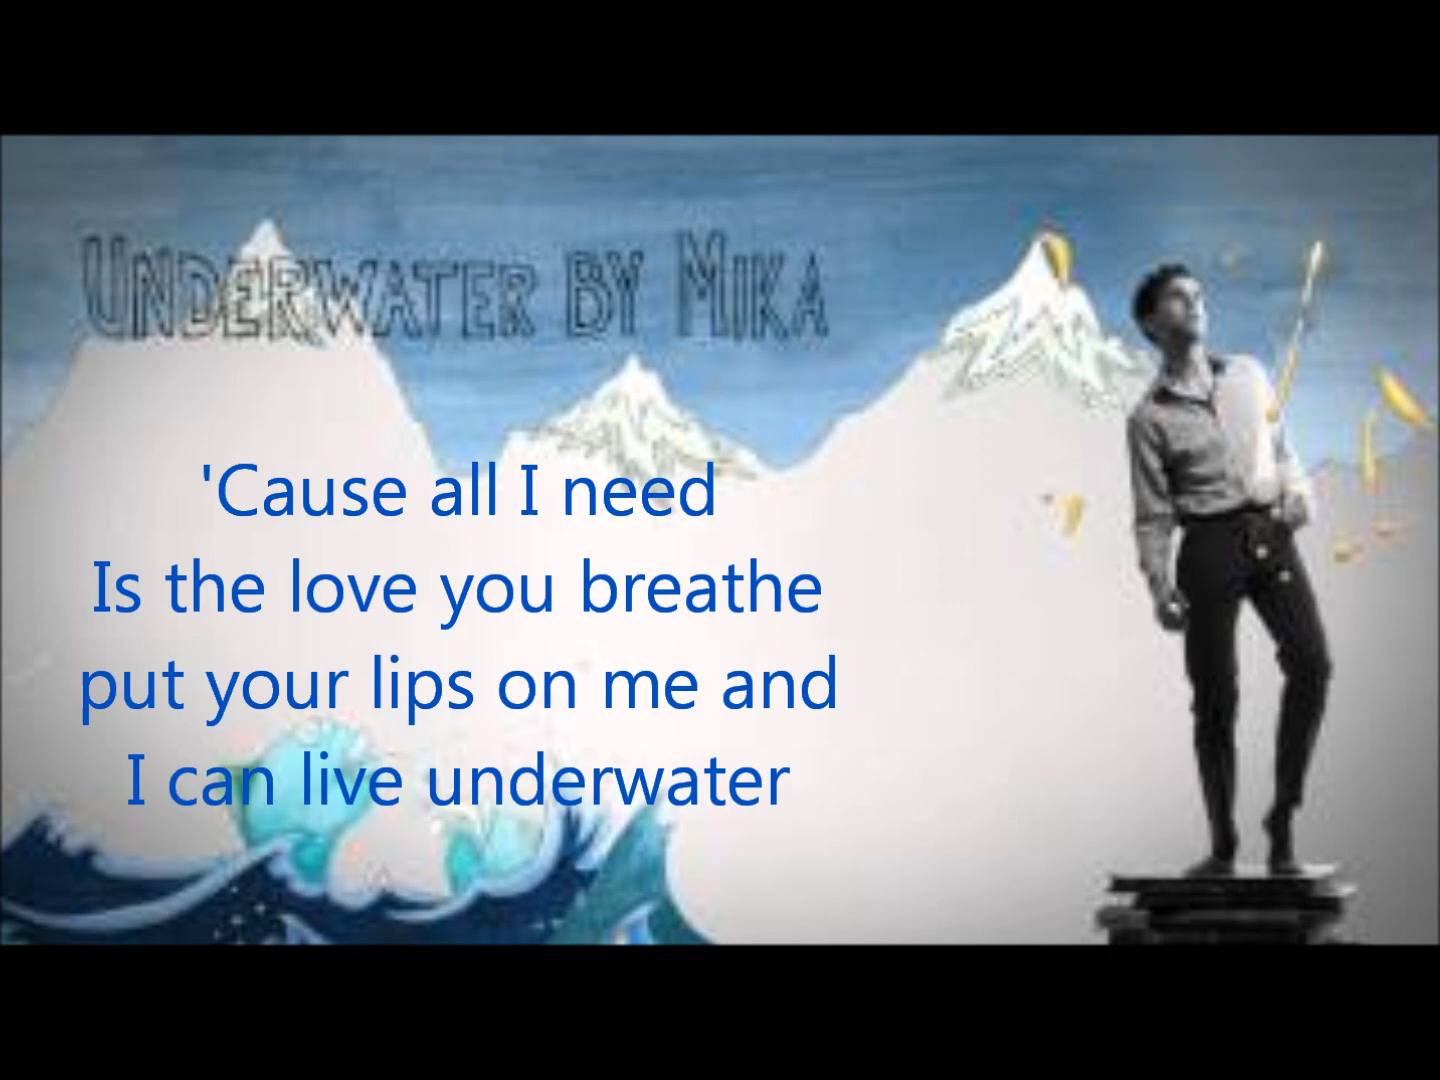 UNDERWATER BY MIKA
'Cause all I need
Is the love you breathe
put your lips on me and
I can live underwater